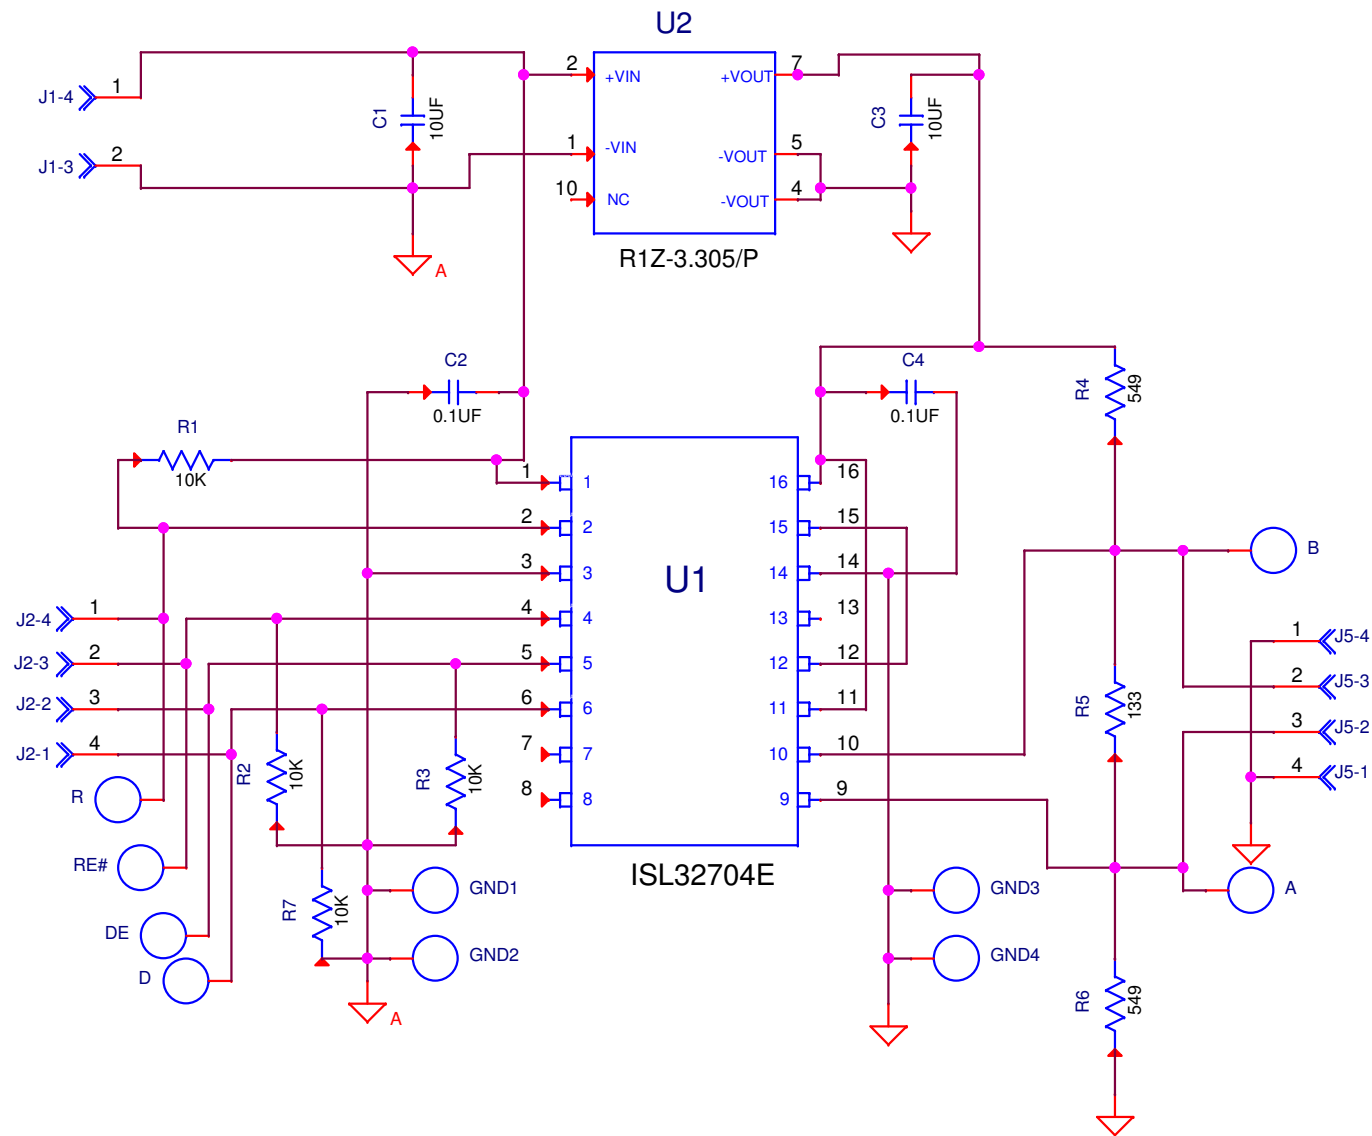 U2
J1-4 1
J1-3 2
C1 10UF
2 +VIN
1 -VIN
10 NC
+VOUT 7
-VOUT 5
-VOUT 4
C3 10UF
R1Z-3.305/P
A
C2
0.1UF
C4
0.1UF
R4 549
R1
10K
U1
1 1
2 2
3 3
4 4
5 5
6 6
7 7
8 8
16 16
15 15
14 14
13 13
12 12
11 11
10 10
9 9
ISL32704E
J2-4 1
J2-3 2
J2-2 3
J2-1 4
R
RE#
DE
D
R2 10K
R3 10K
R7 10K
GND1
GND2
A
GND3
GND4
B
1 J5-4
2 J5-3
3 J5-2
4 J5-1
R5 133
A
R6 549